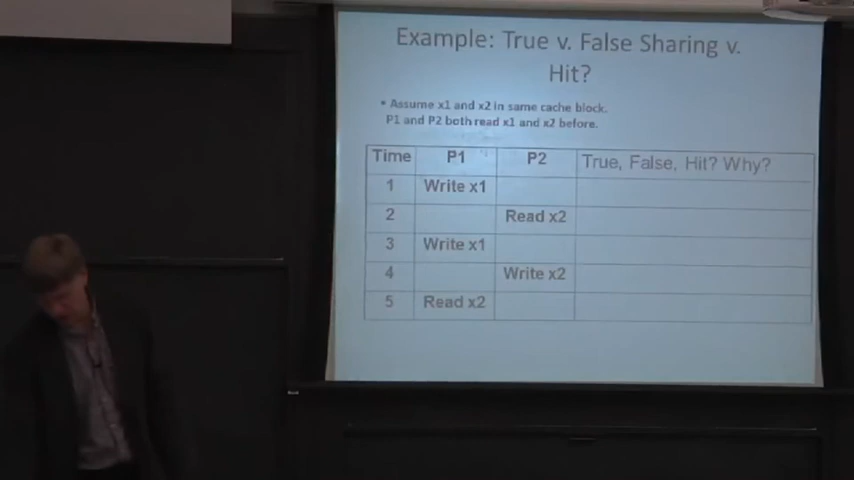 Example: True v. False Sharing v.
Hit?
• Assume x1 and x2 in same cache block.
P1 and P2 both read x1 and x2 before.
Time P1 P2 True, False, Hit? Why?
1 Write x1
2 Read x2
3 Write x1
4 Write x2
5 Read x2